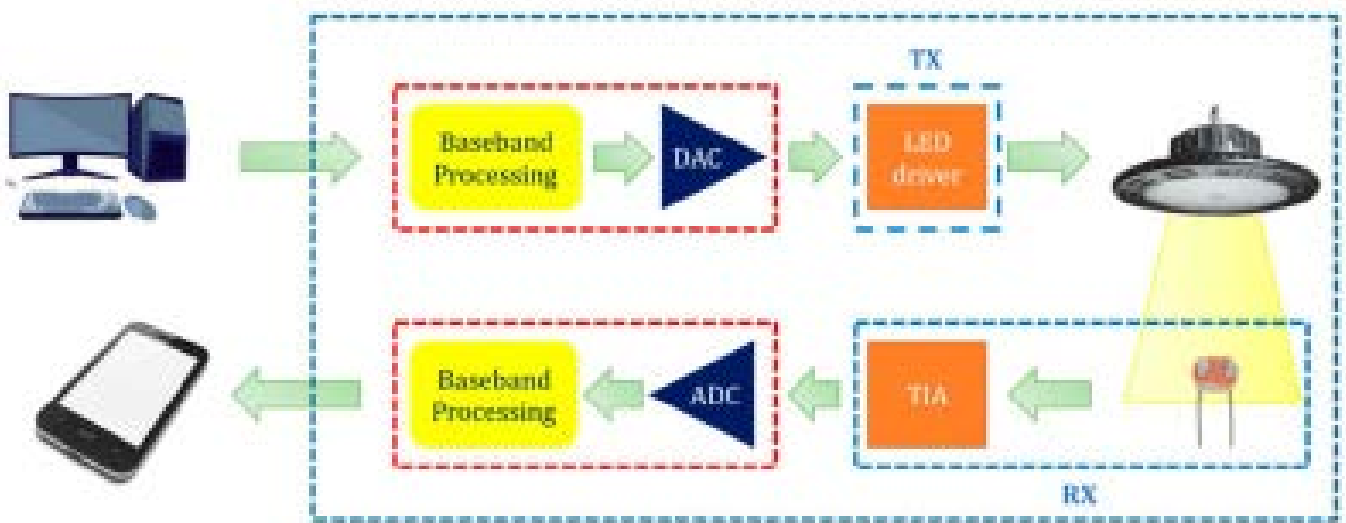 TX
Baseband
Processing
DAC
LED
driver
Baseband
Processing
ADC
TIA
RX